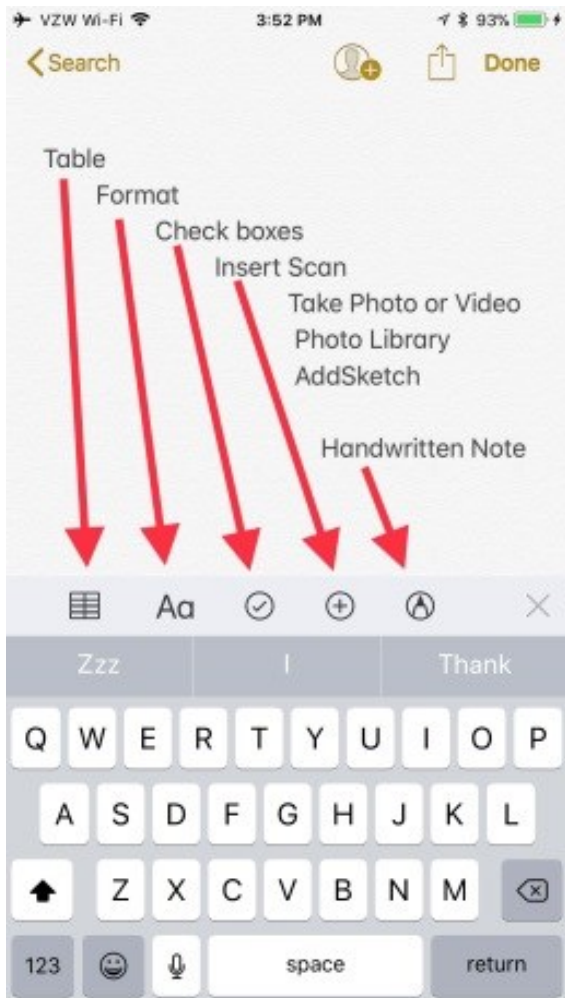 VZW Wi-Fi 3:52 PM 93%
Search Done
Table
Format
Check boxes
Insert Scan
Take Photo or Video
Photo Library
AddSketch
Handwritten Note
Aa
Zzz I Thank
Q W E R T Y U I O P
A S D F G H J K L
Z X C V B N M
123 space return